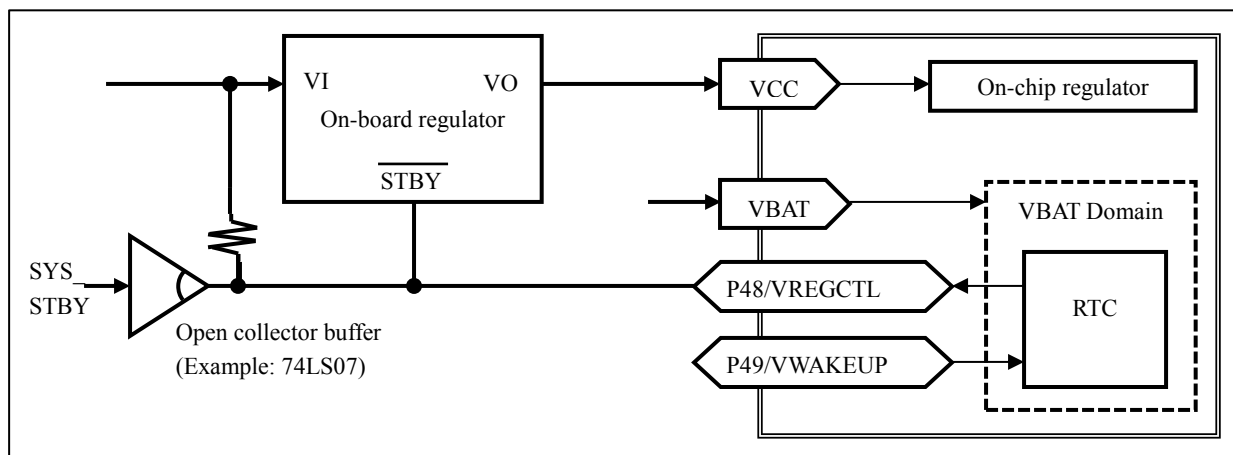 VI
VO
VCC
On-chip regulator
On-board regulator
STBY
VBAT
VBAT Domain
SYS_
STBY
P48/VREGCTL
RTC
Open collector buffer
(Example: 74LS07)
P49/VWAKEUP